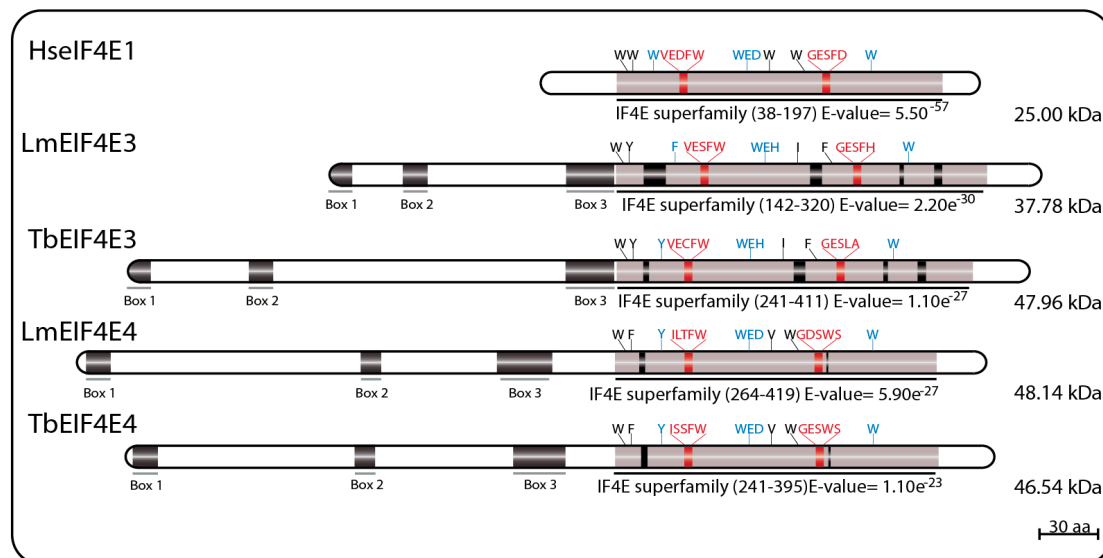 HseIF4E1
WW W VEDFW WED W W GESFD W
IF4E superfamily (38-197) E-value= 5.50-57
25.00 kDa
LmEIF4E3
W Y F VESFW WEH I F GESFH W
Box 1 Box 2 Box 3
IF4E superfamily (142-320) E-value= 2.20e-30
37.78 kDa
TbEIF4E3
W Y Y VECFW WEH I F GESLA W
Box 1 Box 2 Box 3
IF4E superfamily (241-411) E-value= 1.10e-27
47.96 kDa
LmEIF4E4
W F Y ILTFW WED V W GDSWS W
Box 1 Box 2 Box 3
IF4E superfamily (264-419) E-value= 5.90e-27
48.14 kDa
TbEIF4E4
W F Y ISSFW WED V W GESWS W
Box 1 Box 2 Box 3
IF4E superfamily (241-395)E-value= 1.10e-23
46.54 kDa
30 aa